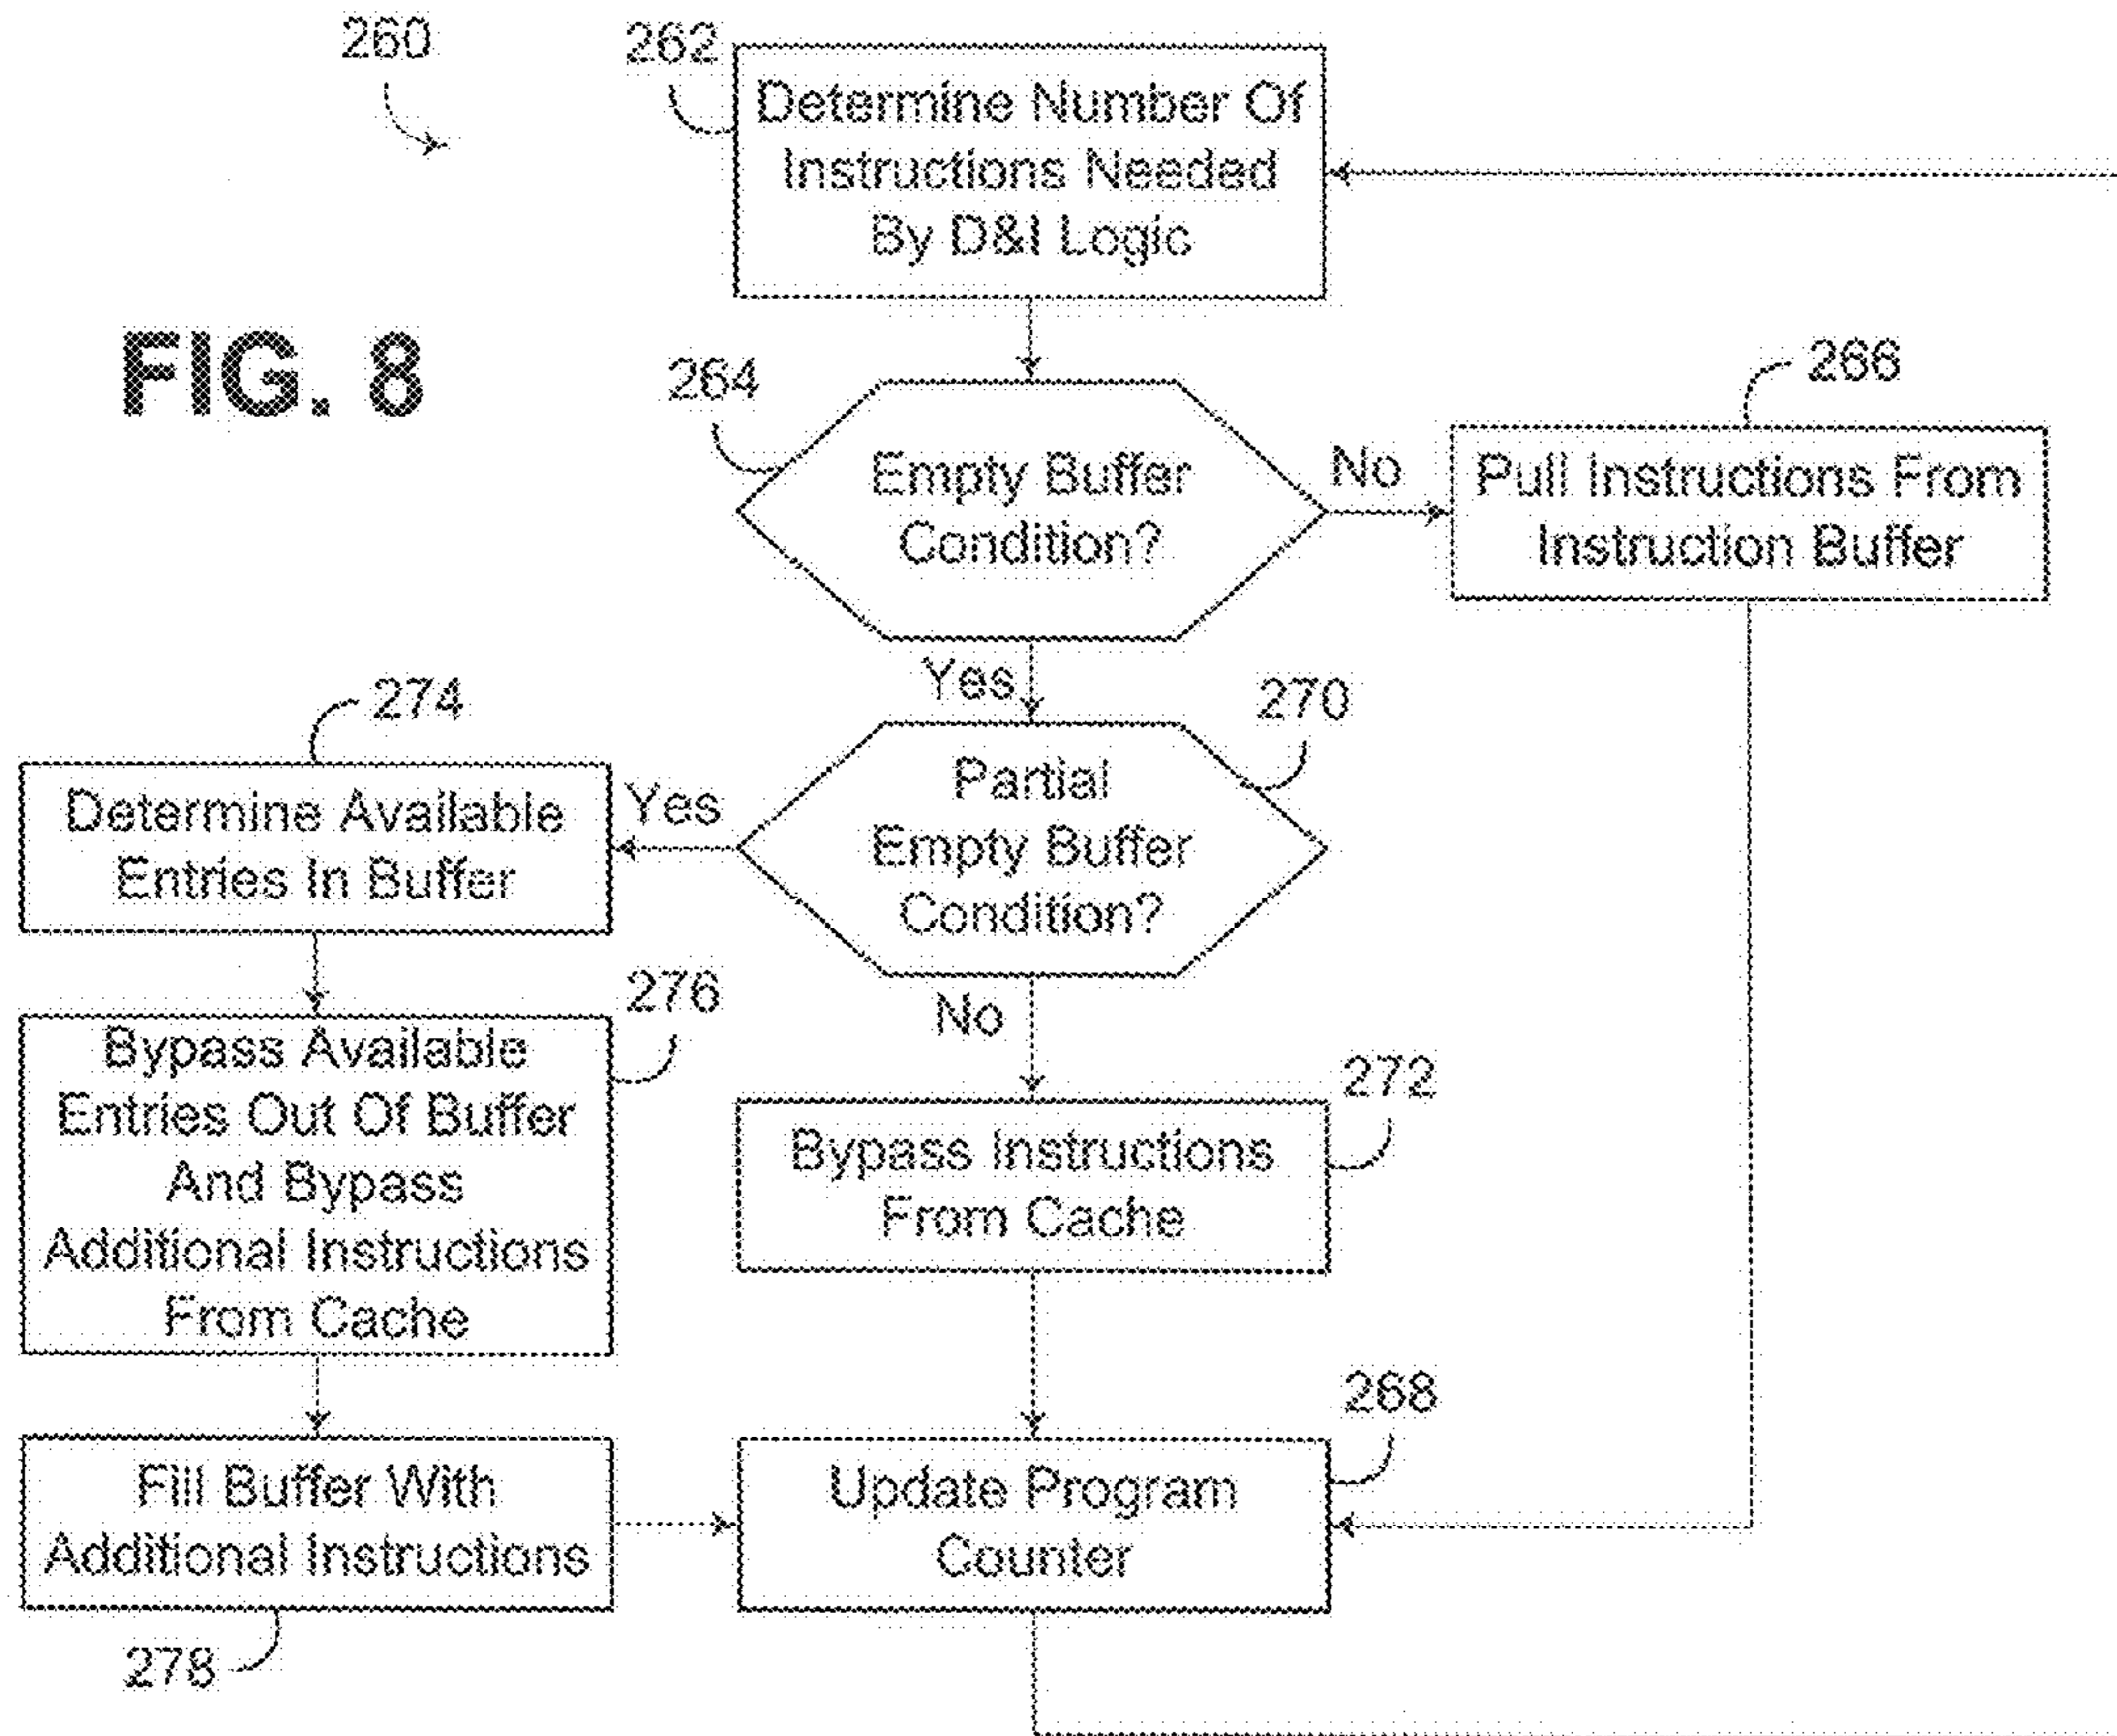 260
262
Determine Number Of
Instructions Needed
By D&I Logic
FIG. 8
264
Empty Buffer
Condition?
No
266
Pull Instructions From
Instruction Buffer
Yes
270
Partial
Empty Buffer
Condition?
Yes
274
Determine Available
Entries In Buffer
276
Bypass Available
Entries Out Of Buffer
And Bypass
Additional Instructions
From Cache
No
272
Bypass Instructions
From Cache
268
Update Program
Counter
Fill Buffer With
Additional Instructions
278